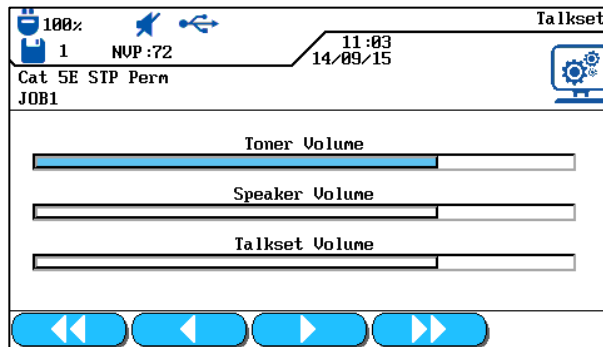 100% Talkset
1 NVP:72 11:03
14/09/15
Cat 5E STP Perm
JOB1
Toner Volume
Speaker Volume
Talkset Volume